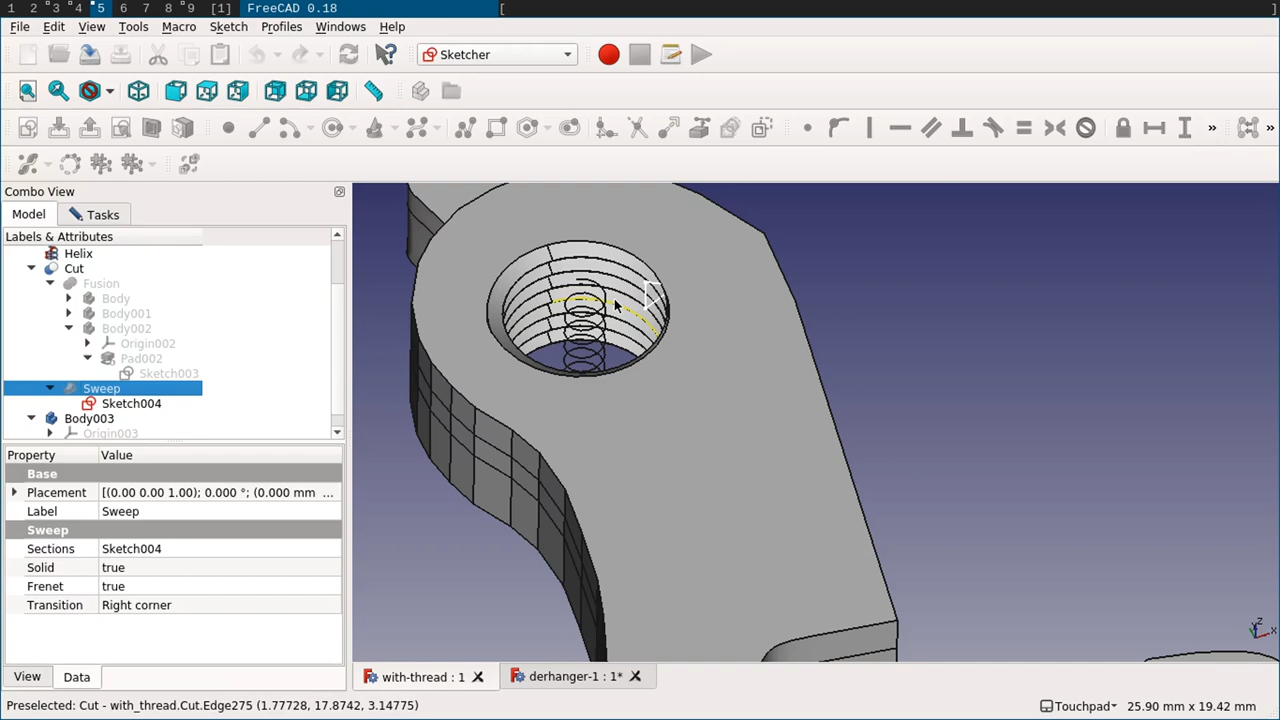 1 2 3 4 5 6 7 8 9 [1] FreeCAD 0.18 [ ]
File Edit View Tools Macro Sketch Profiles Windows Help
Sketcher
»
»
Combo View
Model Tasks
Labels & Attributes
Helix
Cut
Fusion
Body
Body001
Body002
Origin002
Pad002
Sketch003
Sweep
Sketch004
Body003
Origin003
Property Value
Base
Placement [(0.00 0.00 1.00); 0.000 °; (0.000 mm ...
Label Sweep
Sweep
Sections Sketch004
Solid true
Frenet true
Transition Right corner
Z
X
View Data
with-thread : 1
derhanger-1 : 1*
Preselected: Cut - with_thread.Cut.Edge275 (1.77728, 17.8742, 3.14775)
Touchpad 25.90 mm x 19.42 mm